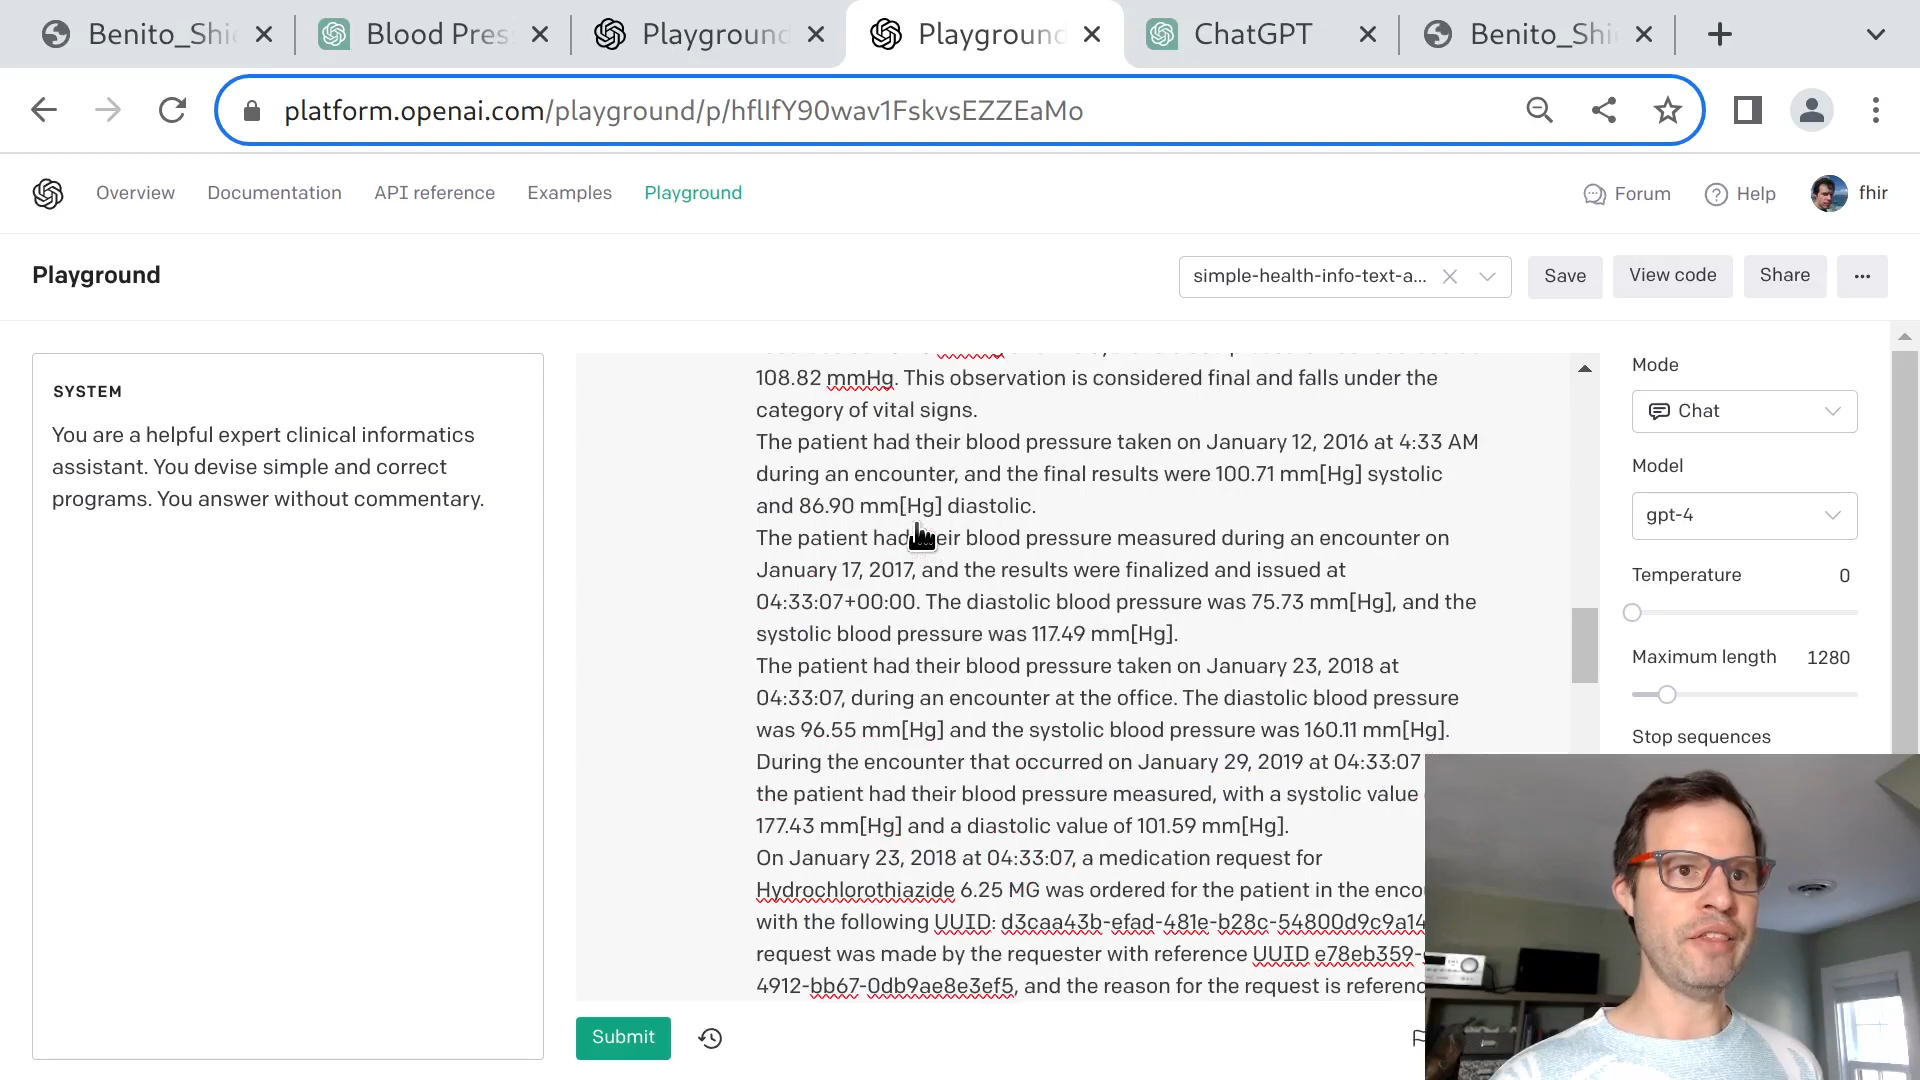 Benito_Shi
Blood Pres
Playground
Playground
ChatGPT
Benito_Shi
platform.openai.com/playground/p/hflIfY90wav1FskvsEZZEaMo
Overview
Documentation
API reference
Examples
Playground
Forum
Help
fhir
Playground
simple-health-info-text-a...
Save
View code
Share
SYSTEM
You are a helpful expert clinical informatics
assistant. You devise simple and correct
programs. You answer without commentary.
108.82 mmHg. This observation is considered final and falls under the
category of vital signs.
The patient had their blood pressure taken on January 12, 2016 at 4:33 AM
during an encounter, and the final results were 100.71 mm[Hg] systolic
and 86.90 mm[Hg] diastolic.
The patient had their blood pressure measured during an encounter on
January 17, 2017, and the results were finalized and issued at
04:33:07+00:00. The diastolic blood pressure was 75.73 mm[Hg], and the
systolic blood pressure was 117.49 mm[Hg].
The patient had their blood pressure taken on January 23, 2018 at
04:33:07, during an encounter at the office. The diastolic blood pressure
was 96.55 mm[Hg] and the systolic blood pressure was 160.11 mm[Hg].
During the encounter that occurred on January 29, 2019 at 04:33:07
the patient had their blood pressure measured, with a systolic value
177.43 mm[Hg] and a diastolic value of 101.59 mm[Hg].
On January 23, 2018 at 04:33:07, a medication request for
Hydrochlorothiazide 6.25 MG was ordered for the patient in the enco
with the following UUID: d3caa43b-efad-481e-b28c-54800d9c9a14
request was made by the requester with reference UUID e78eb359-
4912-bb67-0db9ae8e3ef5, and the reason for the request is referenc
Submit
Mode
Chat
Model
gpt-4
Temperature 0
Maximum length 1280
Stop sequences